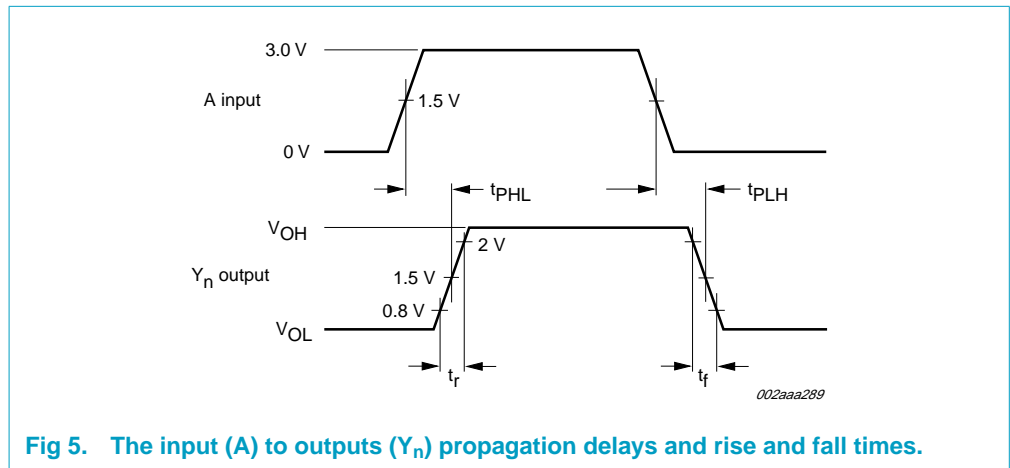 3.0 V
A input
1.5 V
0 V
tPHL
tPLH
VOH
2 V
Yn output
1.5 V
0.8 V
VOL
tr
tf
002aaa289
Fig 5. The input (A) to outputs (Yn) propagation delays and rise and fall times.